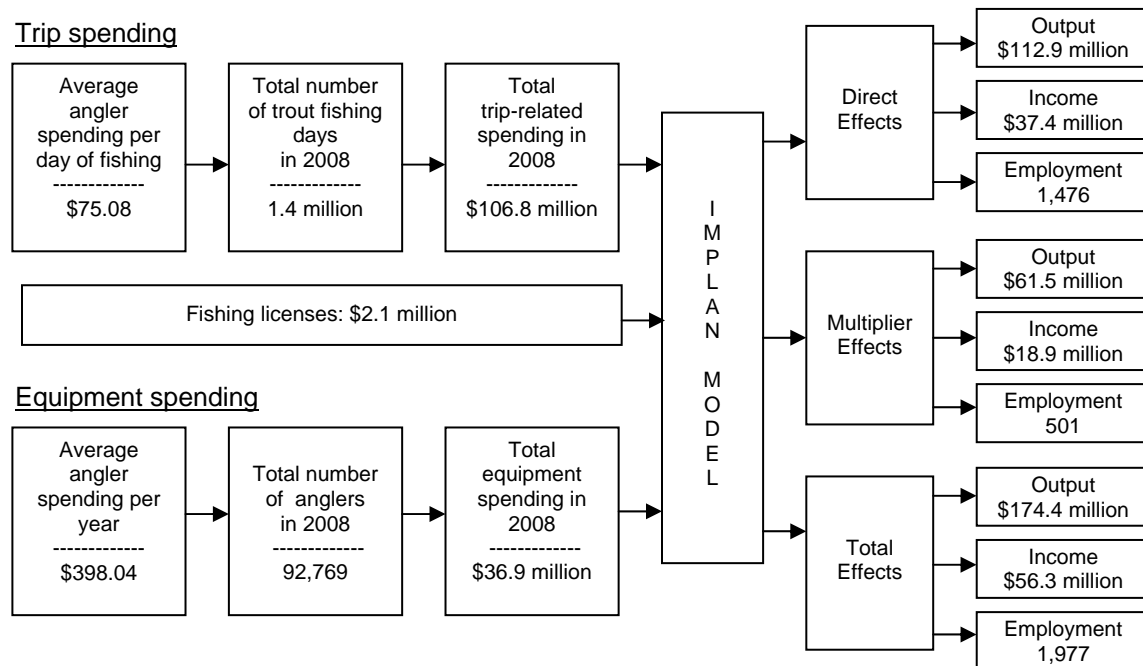 Trip spending
Average
angler
spending per
day of fishing
-------------
$75.08
Total number
of trout fishing
days
in 2008
-------------
1.4 million
Total
trip-related
spending in
2008
-------------
$106.8 million
Fishing licenses: $2.1 million
Equipment spending
Average
angler
spending per
year
-------------
$398.04
Total number
of anglers
in 2008
-------------
92,769
Total
equipment
spending in
2008
-------------
$36.9 million
I
M
P
L
A
N
M
O
D
E
L
Direct
Effects
Output
$112.9 million
Income
$37.4 million
Employment
1,476
Multiplier
Effects
Output
$61.5 million
Income
$18.9 million
Employment
501
Total
Effects
Output
$174.4 million
Income
$56.3 million
Employment
1,977